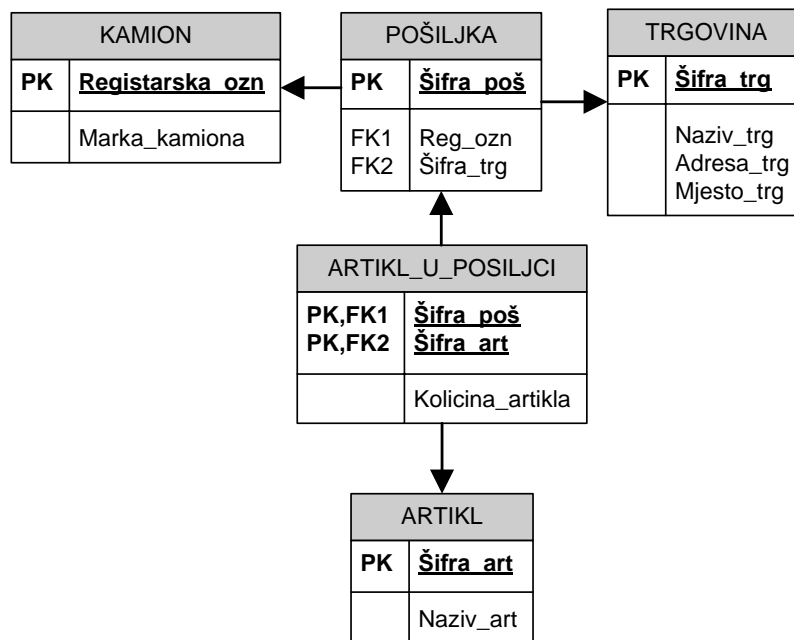 KAMION
PK Registarska_ozn
Marka_kamiona
POŠILJKA
PK Šifra_poš
FK1 Reg_ozn
FK2 Šifra_trg
TRGOVINA
PK Šifra_trg
Naziv_trg
Adresa_trg
Mjesto_trg
ARTIKL_U_POSILJCI
PK,FK1 Šifra_poš
PK,FK2 Šifra_art
Kolicina_artikla
ARTIKL
PK Šifra_art
Naziv_art